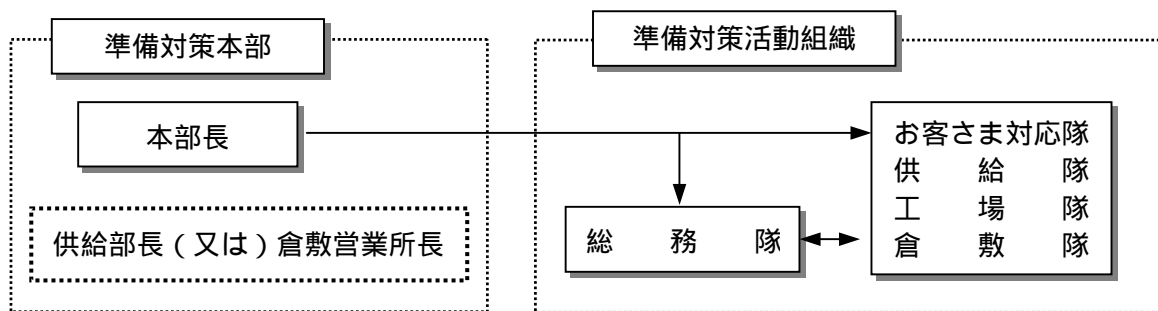 準備対策本部
本部長
供給部長(又は)倉敷営業所長
準備対策活動組織
総務隊
お客さま対応隊
供給隊
工場隊
倉敷隊